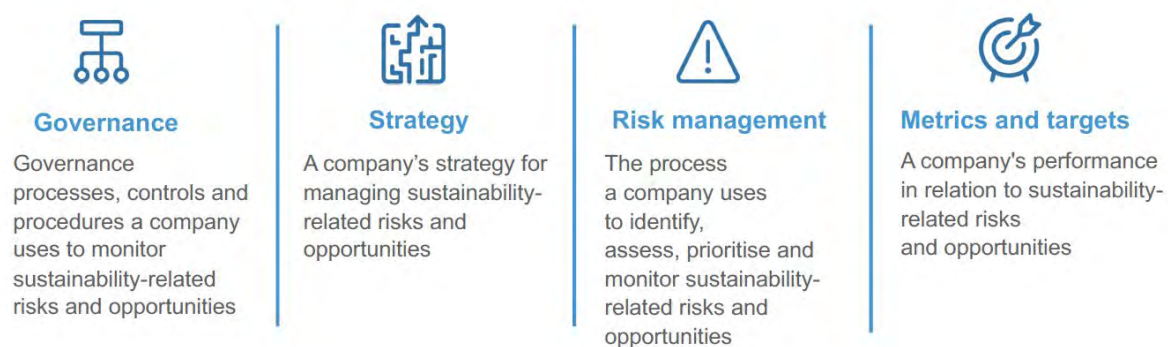 Governance
Governance
processes, controls and
procedures a company
uses to monitor
sustainability-related
risks and opportunities
Strategy
A company’s strategy for
managing sustainability-
related risks and
opportunities
Risk management
The process
a company uses
to identify,
assess, prioritise and
monitor sustainability-
related risks and
opportunities
Metrics and targets
A company's performance
in relation to sustainability-
related risks
and opportunities